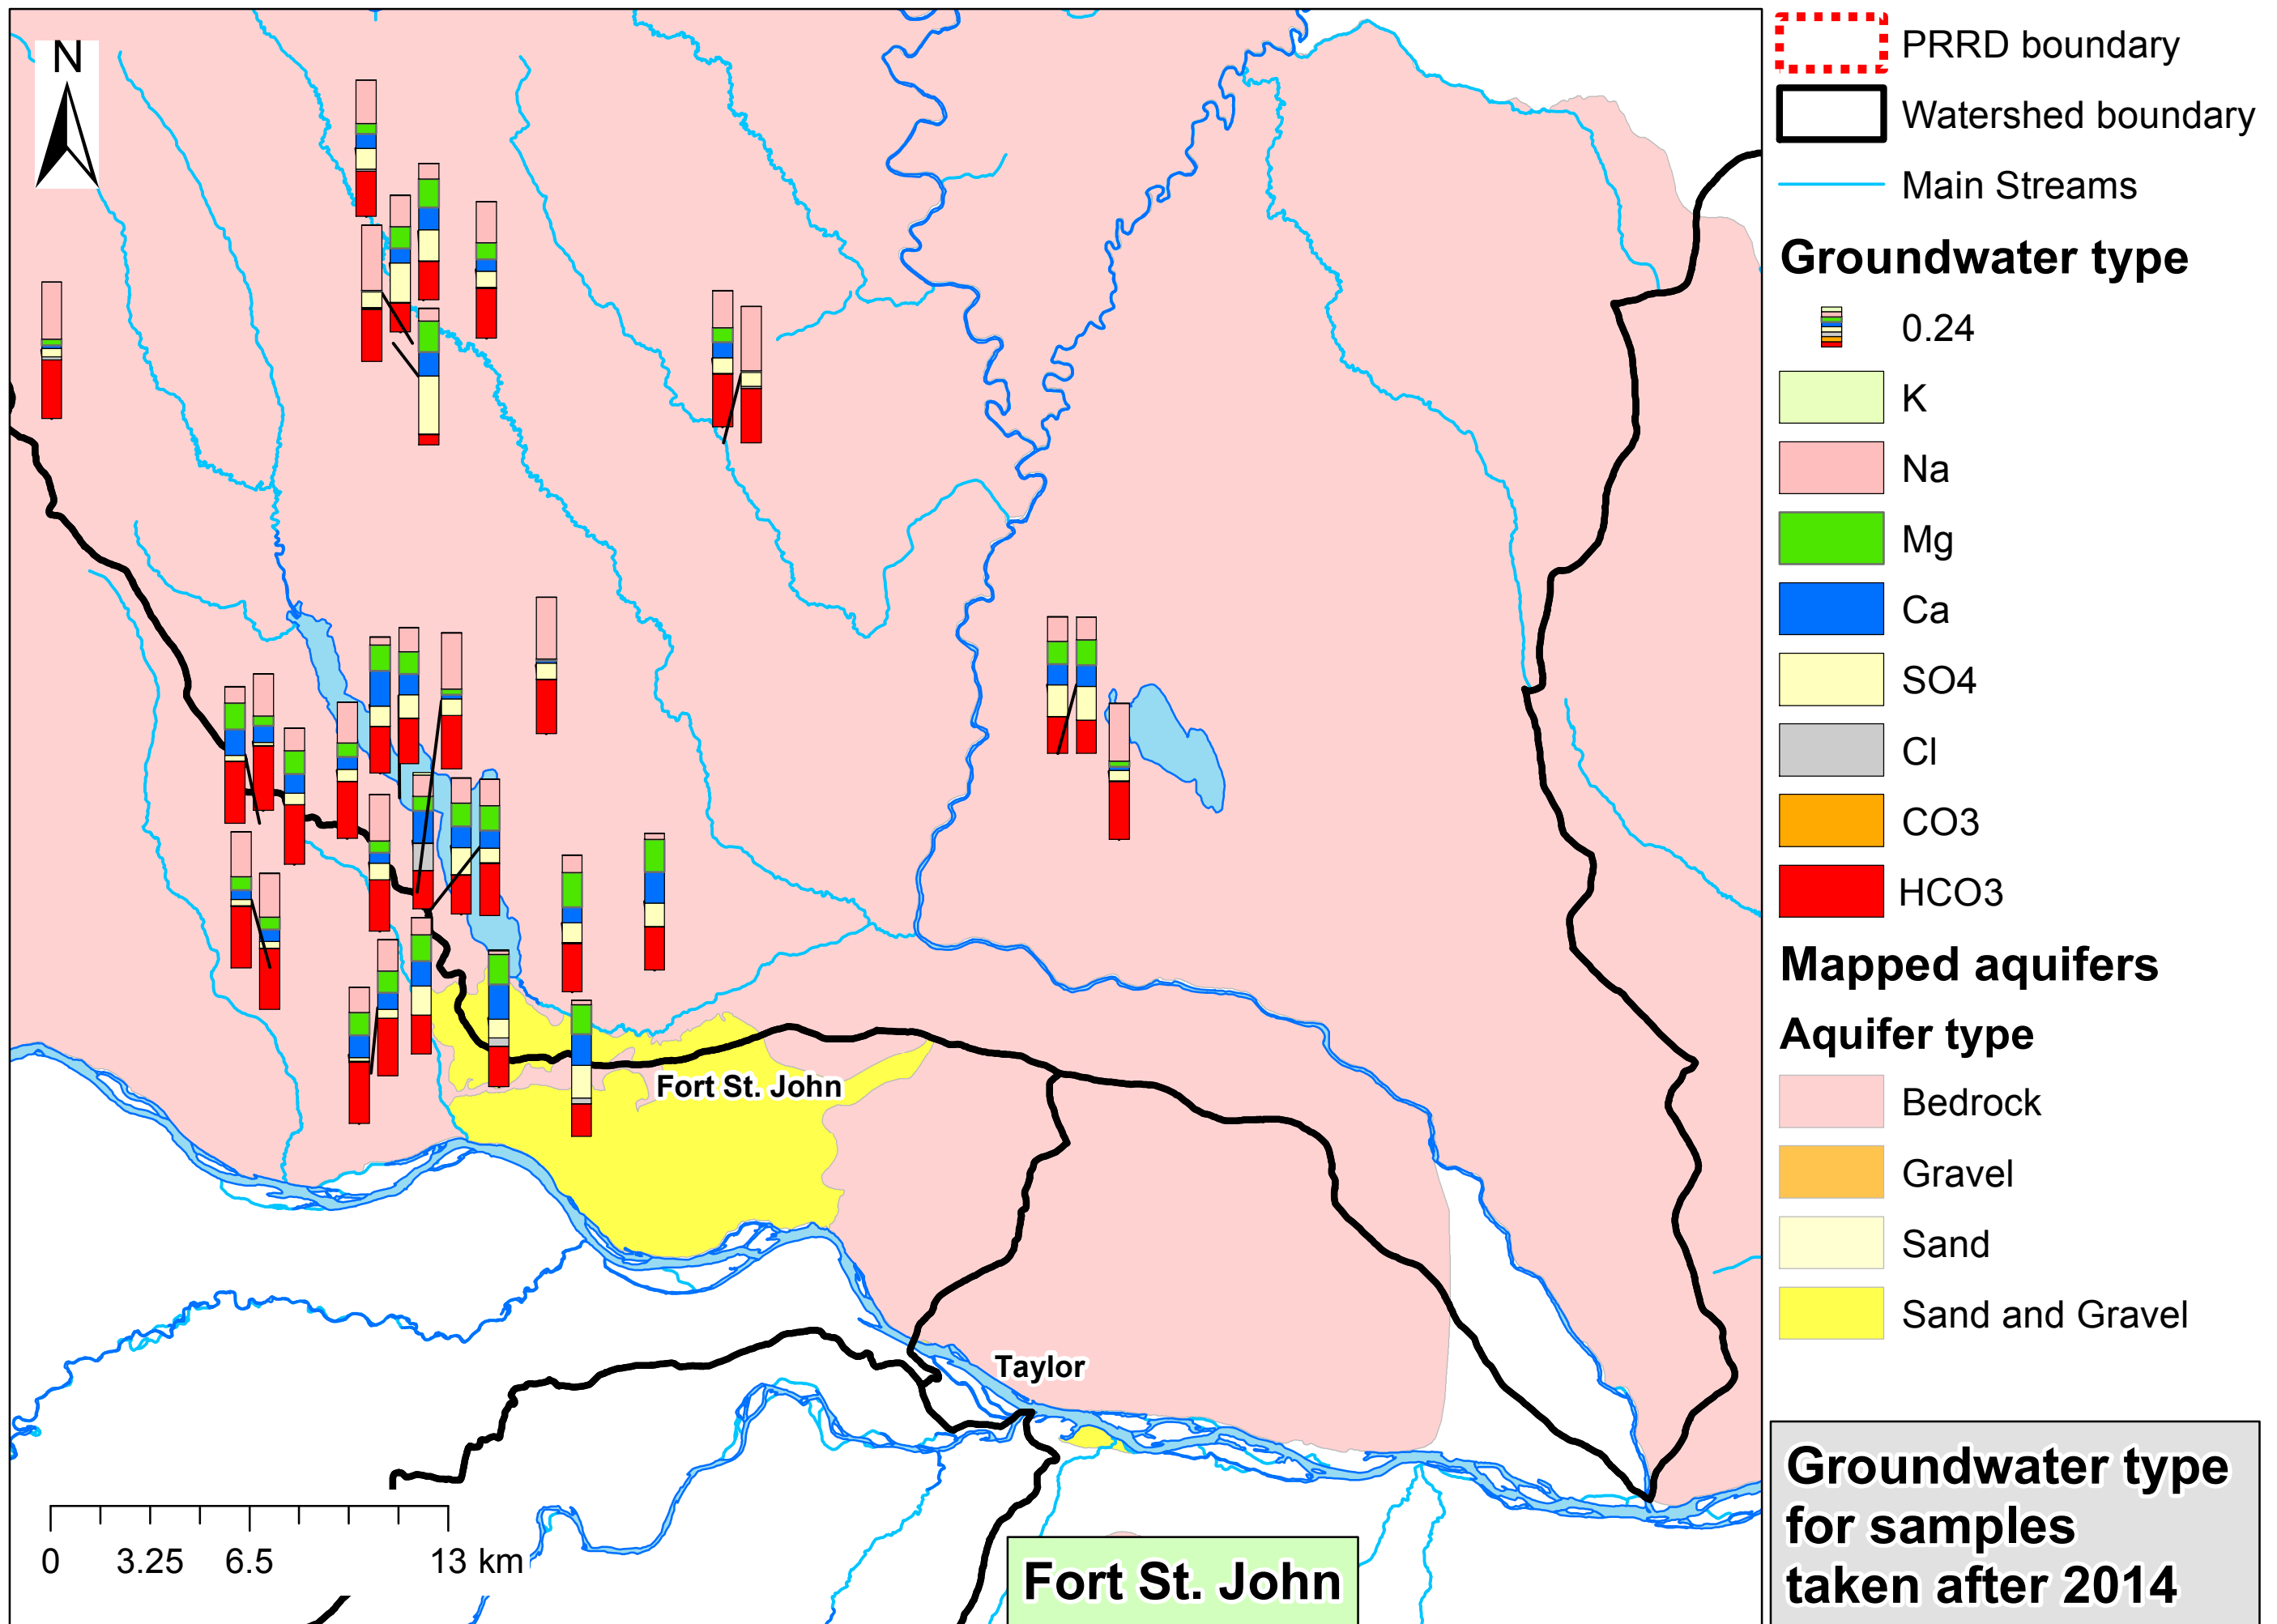 N
PRRD boundary
Watershed boundary
Main Streams
Groundwater type
0.24
K
Na
Mg
Ca
SO4
Cl
CO3
HCO3
Mapped aquifers
Aquifer type
Bedrock
Gravel
Sand
Sand and Gravel
Fort St. John
Taylor
0 3.25 6.5 13 km
Fort St. John
Groundwater type
for samples
taken after 2014